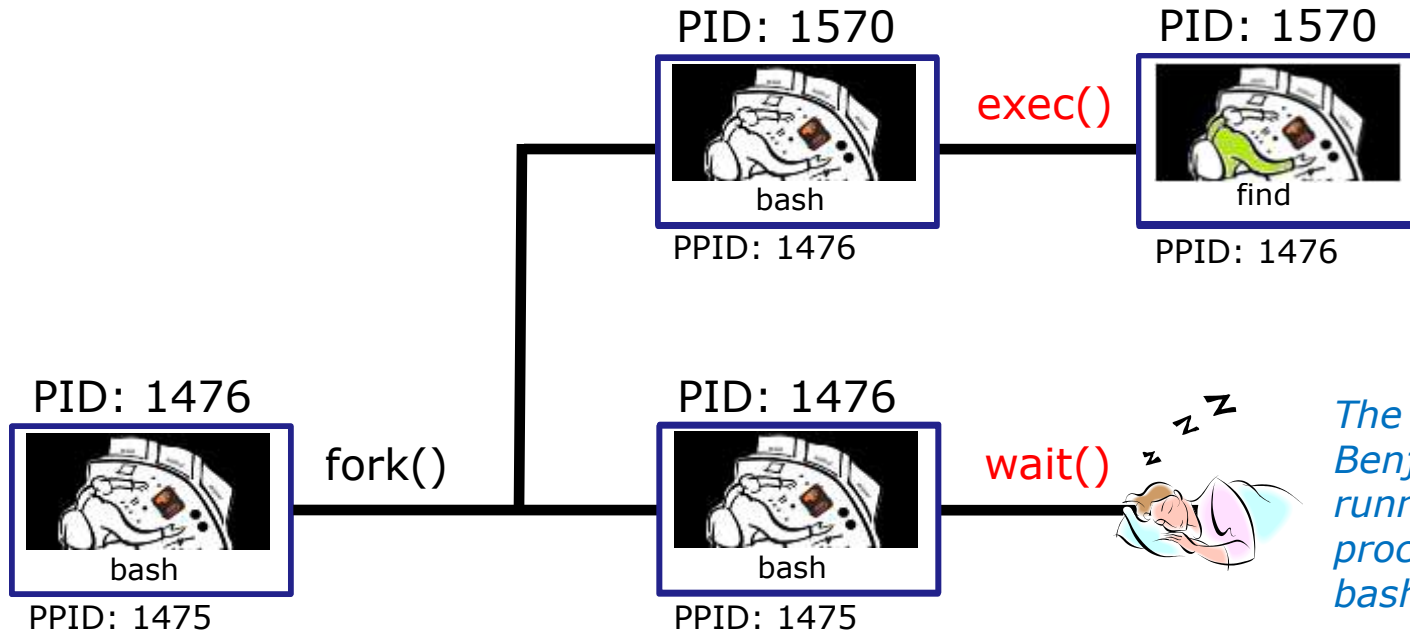 PID: 1570
PID: 1570
exec()
bash
find
PPID: 1476
PPID: 1476
PID: 1476
PID: 1476
fork()
wait()
z z z
The
bash
bash
PPID: 1475
PPID: 1475